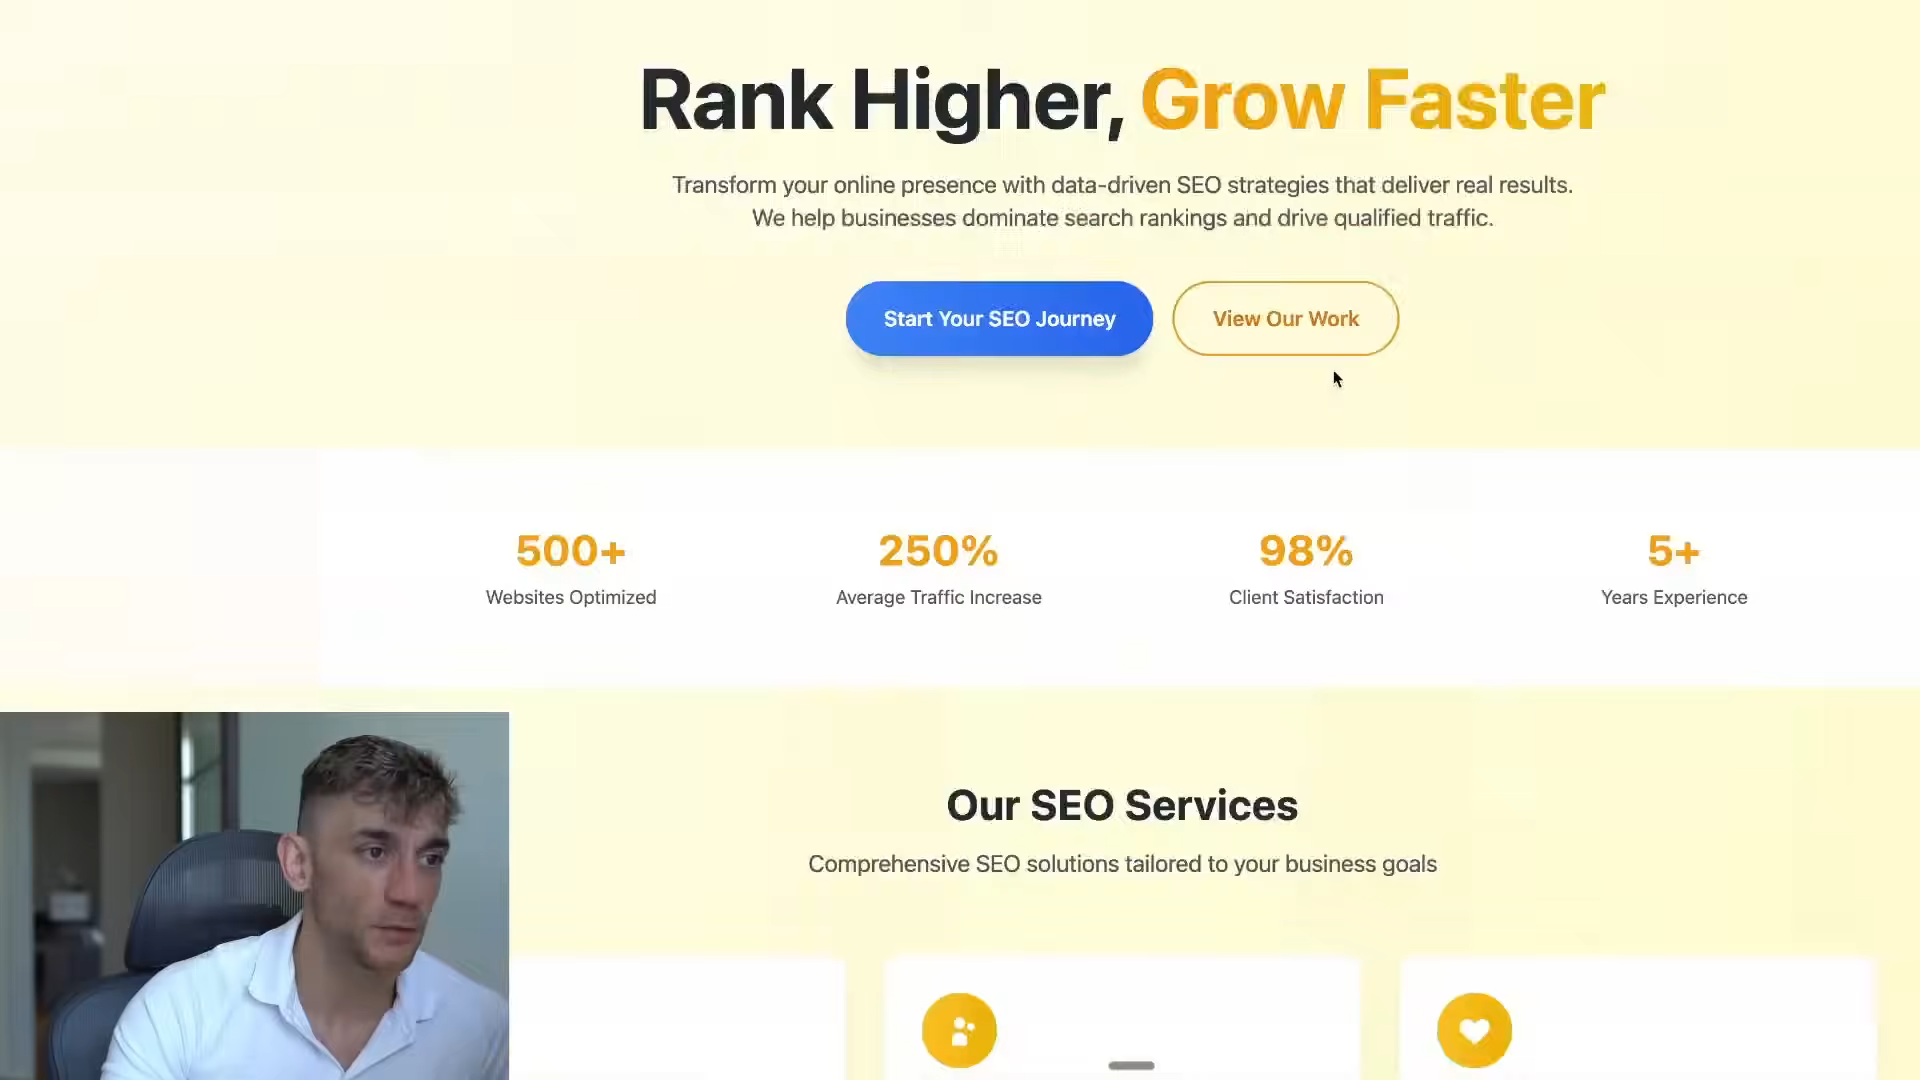 Rank Higher, Grow Faster
Transform your online presence with data-driven SEO strategies that deliver real results.
We help businesses dominate search rankings and drive qualified traffic.
Start Your SEO Journey
View Our Work
500+
Websites Optimized
250%
Average Traffic Increase
98%
Client Satisfaction
5+
Years Experience
Our SEO Services
Comprehensive SEO solutions tailored to your business goals